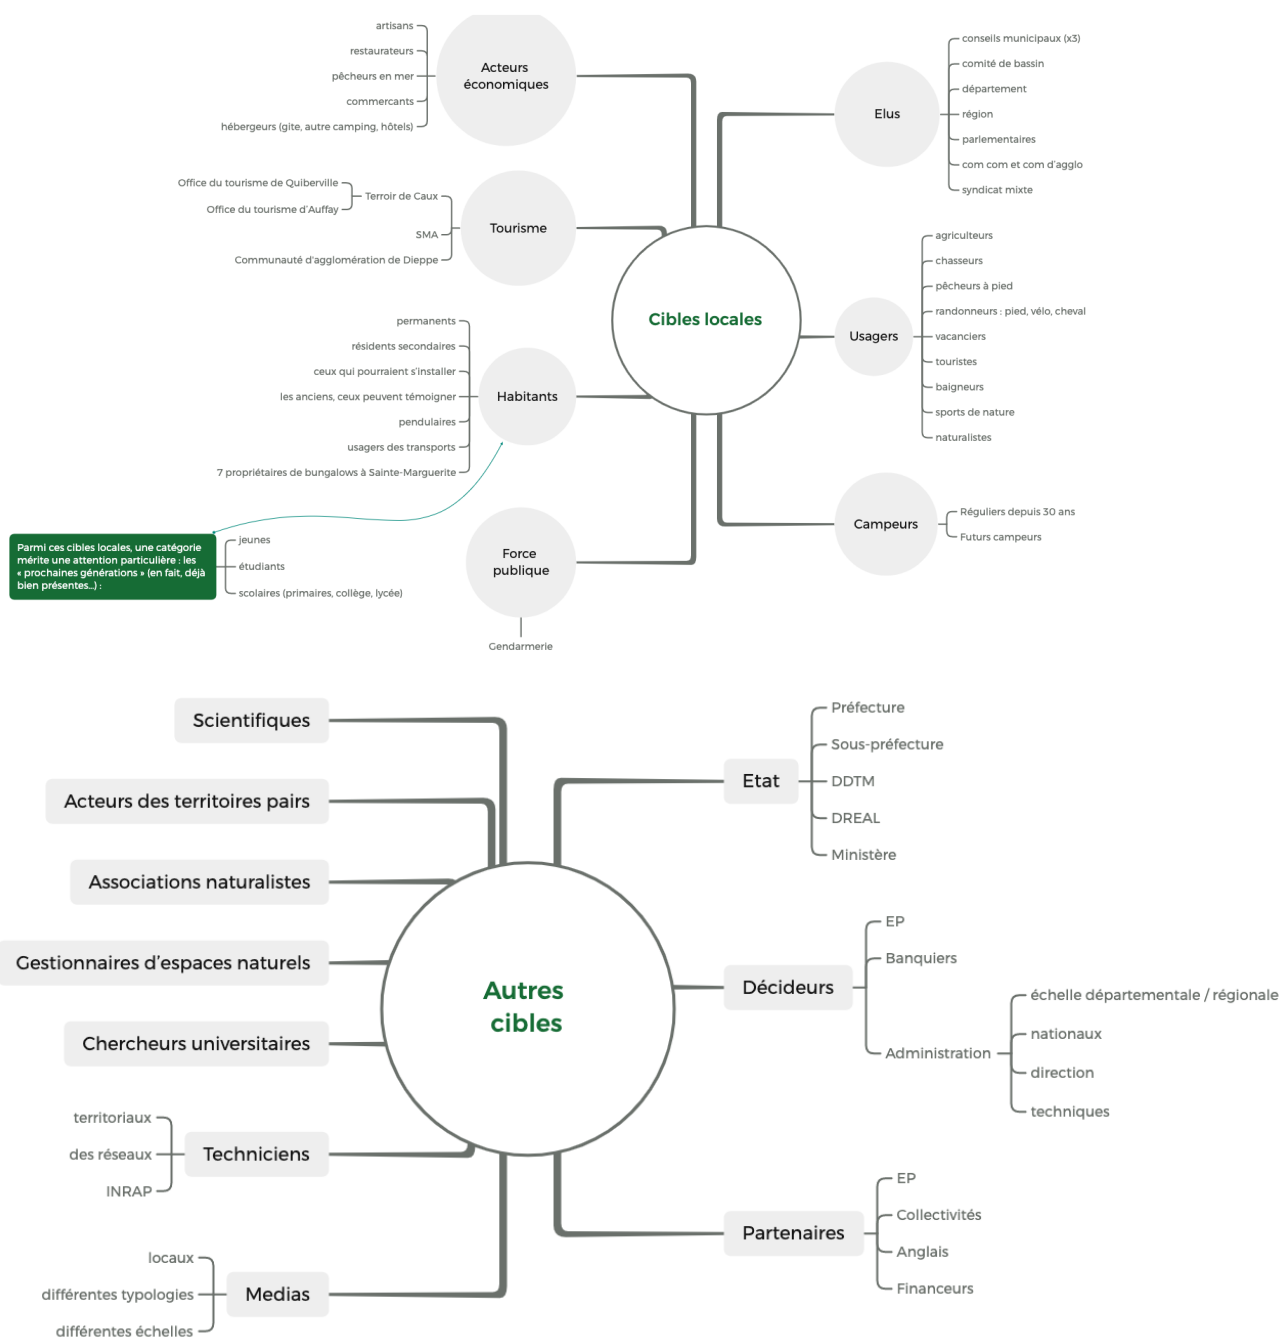 artisans
restaurateurs
pêcheurs en mer
commercants
hébergeurs (gite, autre camping, hôtels)
Acteurs
économiques
Office du tourisme de Quiberville
Office du tourisme d'Auffay
Terroir de Caux
SMA
Communauté d'agglomération de Dieppe
Tourisme
permanents
résidents secondaires
ceux qui pourraient s'installer
les anciens, ceux peuvent témoigner
pendulaires
usagers des transports
7 propriétaires de bungalows à Sainte-Marguerite
Habitants
Parmi ces cibles locales, une catégorie
mérite une attention particulière : les
« prochaines générations » (en fait, déjà
bien présentes...) :
jeunes
étudiants
scolaires (primaires, collège, lycée)
Force
publique
Gendarmerie
Cibles locales
Elus
conseils municipaux (x3)
comité de bassin
département
région
parlementaires
com com et com d'agglo
syndicat mixte
Usagers
agriculteurs
chasseurs
pêcheurs à pied
randonneurs : pied, vélo, cheval
vacanciers
touristes
baigneurs
sports de nature
naturalistes
Campeurs
Réguliers depuis 30 ans
Futurs campeurs
Scientifiques
Acteurs des territoires pairs
Associations naturalistes
Gestionnaires d'espaces naturels
Chercheurs universitaires
territoriaux
des réseaux
INRAP
Techniciens
locaux
différentes typologies
différentes échelles
Medias
Autres
cibles
Etat
Préfecture
Sous-préfecture
DDTM
DREAL
Ministère
Décideurs
EP
Banquiers
Administration
échelle départementale / régionale
nationaux
direction
techniques
Partenaires
EP
Collectivités
Anglais
Financeurs